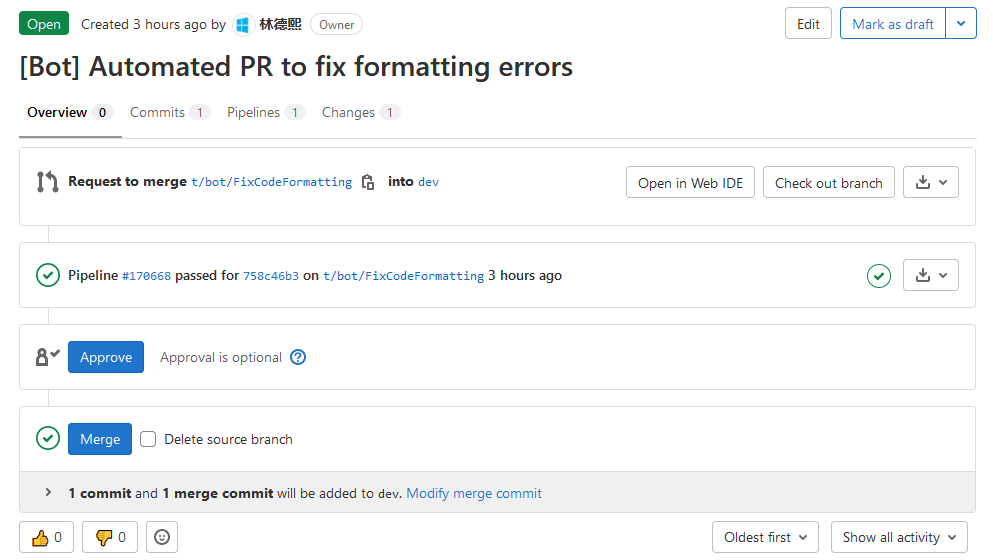 Open Created 3 hours ago by 林德熙 Owner Edit Mark as draft
[Bot] Automated PR to fix formatting errors
Overview 0 Commits 1 Pipelines 1 Changes 1
Request to merge t/bot/FixCodeFormatting into dev Open in Web IDE Check out branch
Pipeline #170668 passed for 758c46b3 on t/bot/FixCodeFormatting 3 hours ago
Approve Approval is optional ?
Merge Delete source branch
1 commit and 1 merge commit will be added to dev. Modify merge commit
0 0 Oldest first Show all activity